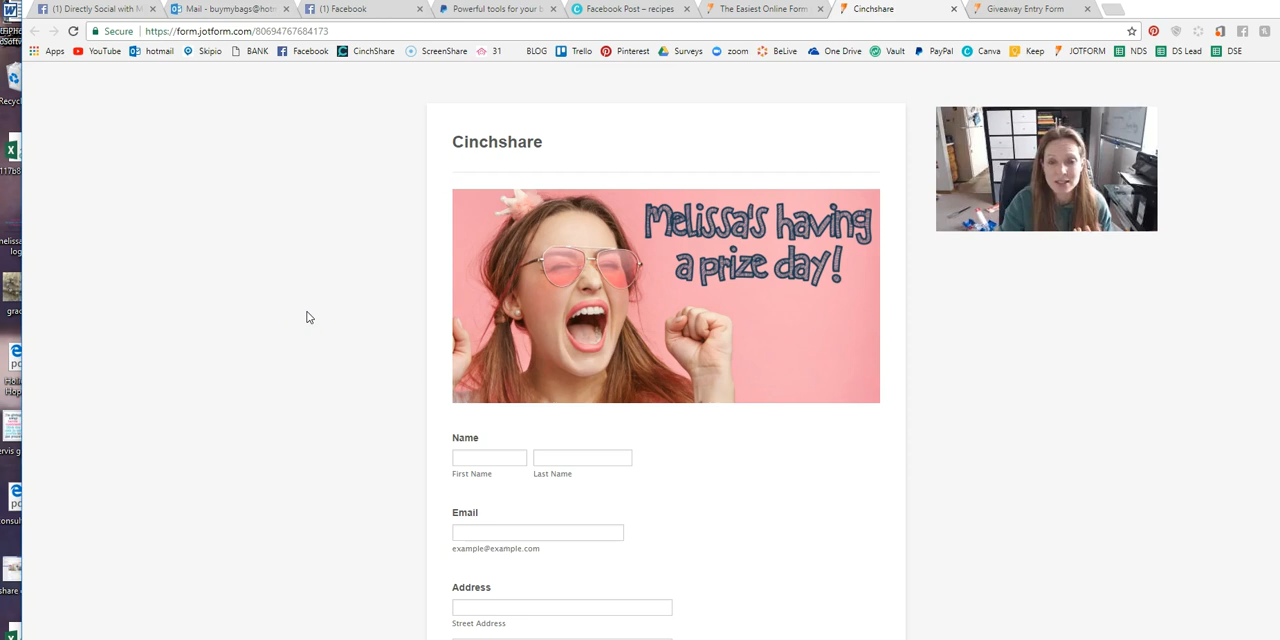 (1) Directly Social with M
Mail - buymybags@hotm
(1) Facebook
Powerful tools for your b
Facebook Post – recipes
The Easiest Online Form
Cinchshare
Giveaway Entry Form
Secure
https://form.jotform.com/80694767684173
Apps
YouTube
hotmail
Skipio
BANK
Facebook
CinchShare
ScreenShare
31
BLOG
Trello
Pinterest
Surveys
zoom
BeLive
One Drive
Vault
PayPal
Canva
Keep
JOTFORM
NDS
DS Lead
DSE
Cinchshare
Melissa's having
a prize day!
Name
First Name
Last Name
Email
example@example.com
Address
Street Address